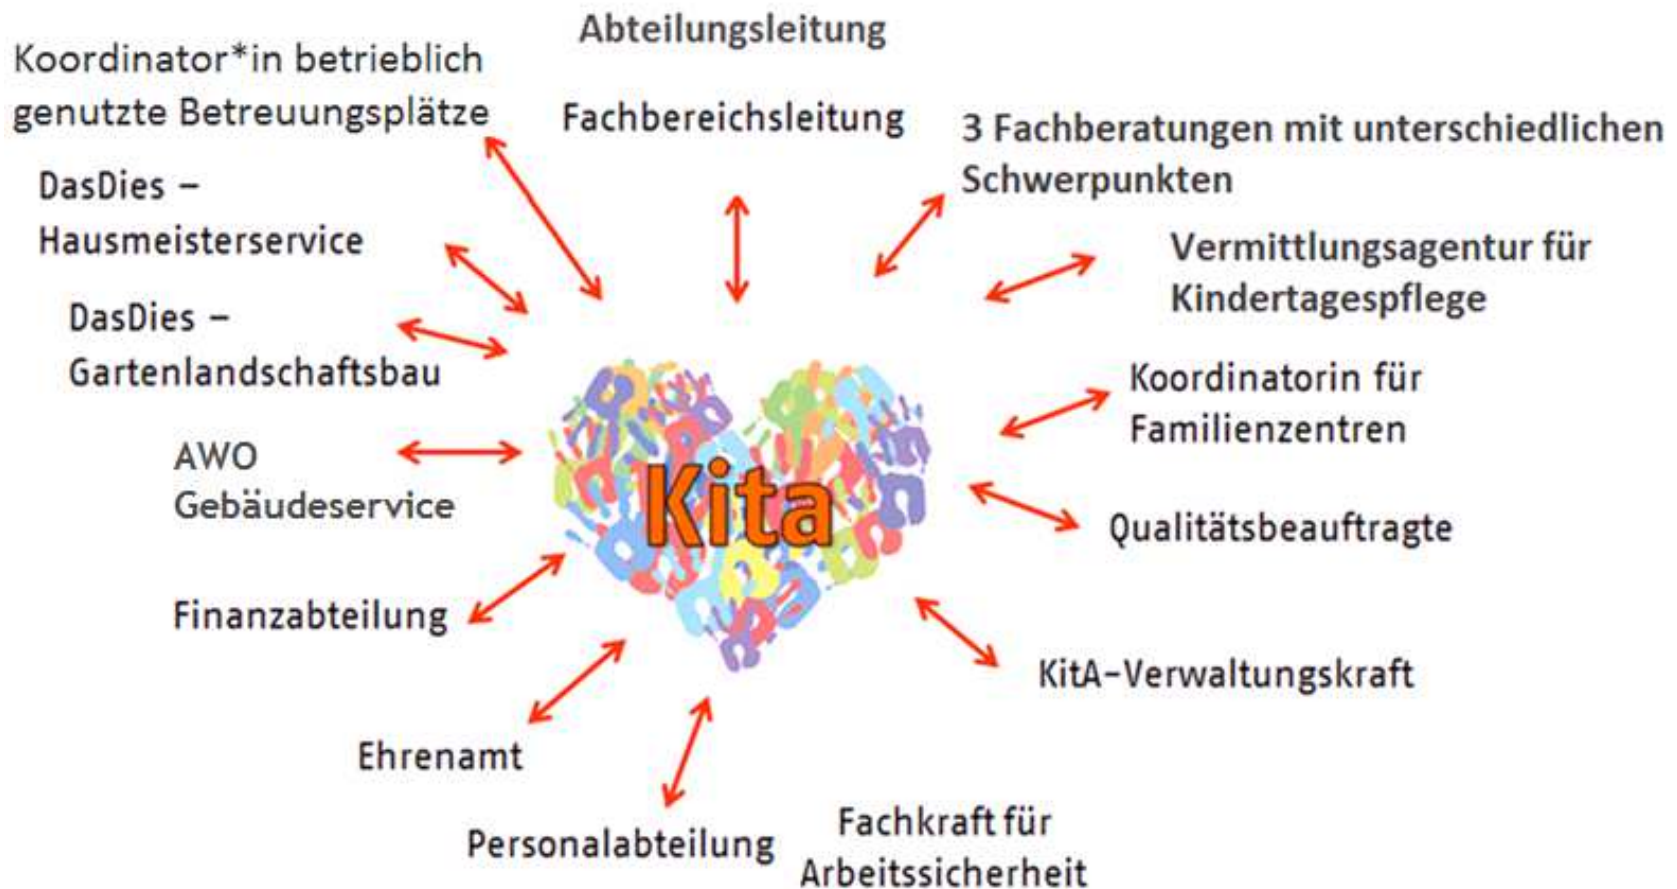 Abteilungsleitung
Koordinator*in betrieblich
genutzte Betreuungsplätze
Fachbereichsleitung
3 Fachberatungen mit unterschiedlichen
Schwerpunkten
DasDies –
Hausmeisterservice
Vermittlungsagentur für
Kindertagespflege
DasDies –
Gartenlandschaftsbau
Koordinatorin für
Familienzentren
AWO
Gebäudeservice
Kita
Qualitätsbeauftragte
Finanzabteilung
KitA-Verwaltungskraft
Ehrenamt
Personalabteilung
Fachkraft für
Arbeitssicherheit